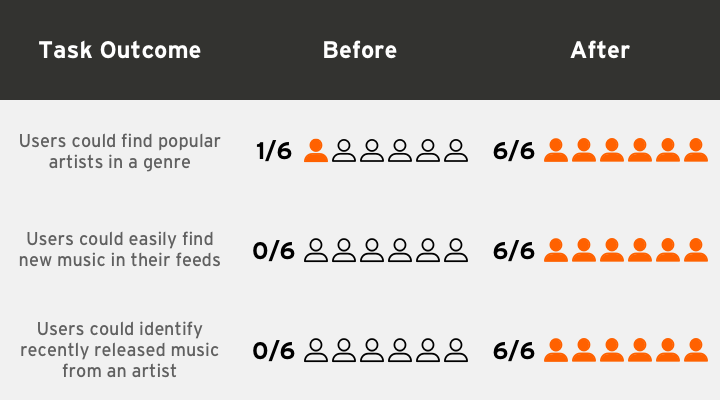 Task Outcome Before After
Users could find popular
artists in a genre
1/6 6/6
Users could easily find
new music in their feeds
0/6 6/6
Users could identify
recently released music
from an artist
0/6 6/6